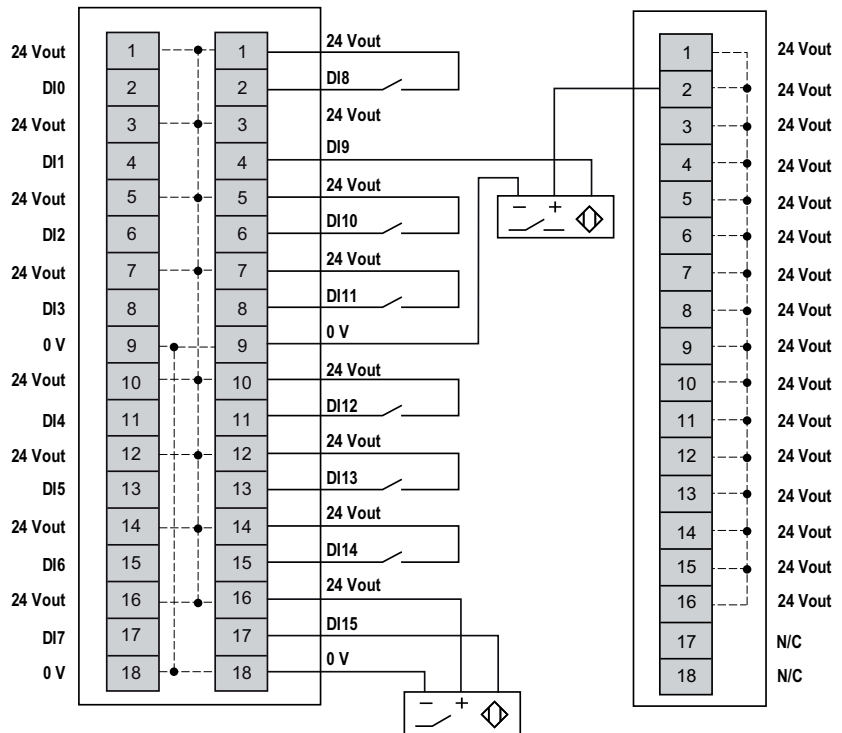 24 Vout 1 1 24 Vout
DI0 2 2 DI8
24 Vout 3 3 24 Vout
DI1 4 4 DI9
24 Vout 5 5 24 Vout
DI2 6 6 DI10
24 Vout 7 7 24 Vout
DI3 8 8 DI11
0 V 9 9 0 V
24 Vout 10 10 24 Vout
DI4 11 11 DI12
24 Vout 12 12 24 Vout
DI5 13 13 DI13
24 Vout 14 14 24 Vout
DI6 15 15 DI14
24 Vout 16 16 24 Vout
DI7 17 17 DI15
0 V 18 18 0 V
− +
− +
1 24 Vout
2 24 Vout
3 24 Vout
4 24 Vout
5 24 Vout
6 24 Vout
7 24 Vout
8 24 Vout
9 24 Vout
10 24 Vout
11 24 Vout
12 24 Vout
13 24 Vout
14 24 Vout
15 24 Vout
16 24 Vout
17 N/C
18 N/C